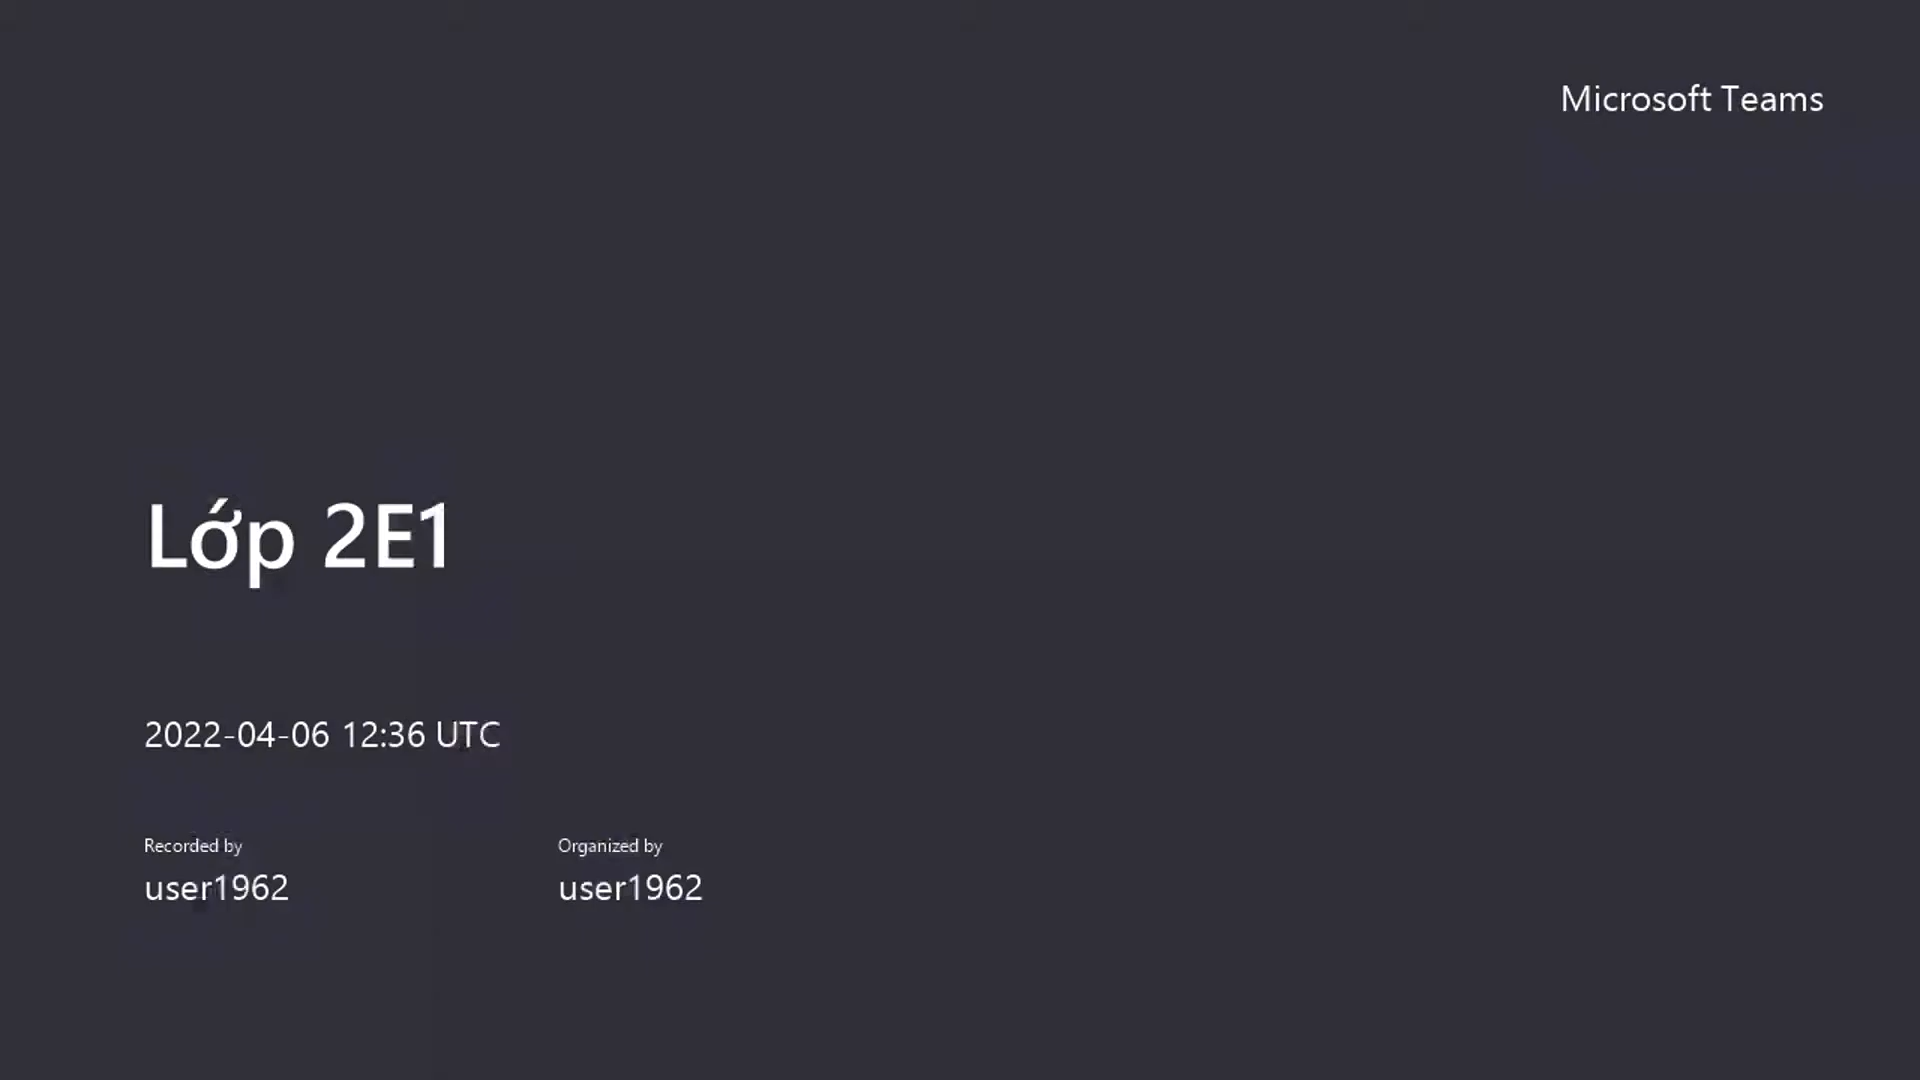 Microsoft Teams
Lớp 2E1
2022-04-06 12:36 UTC
Recorded by
user1962
Organized by
user1962